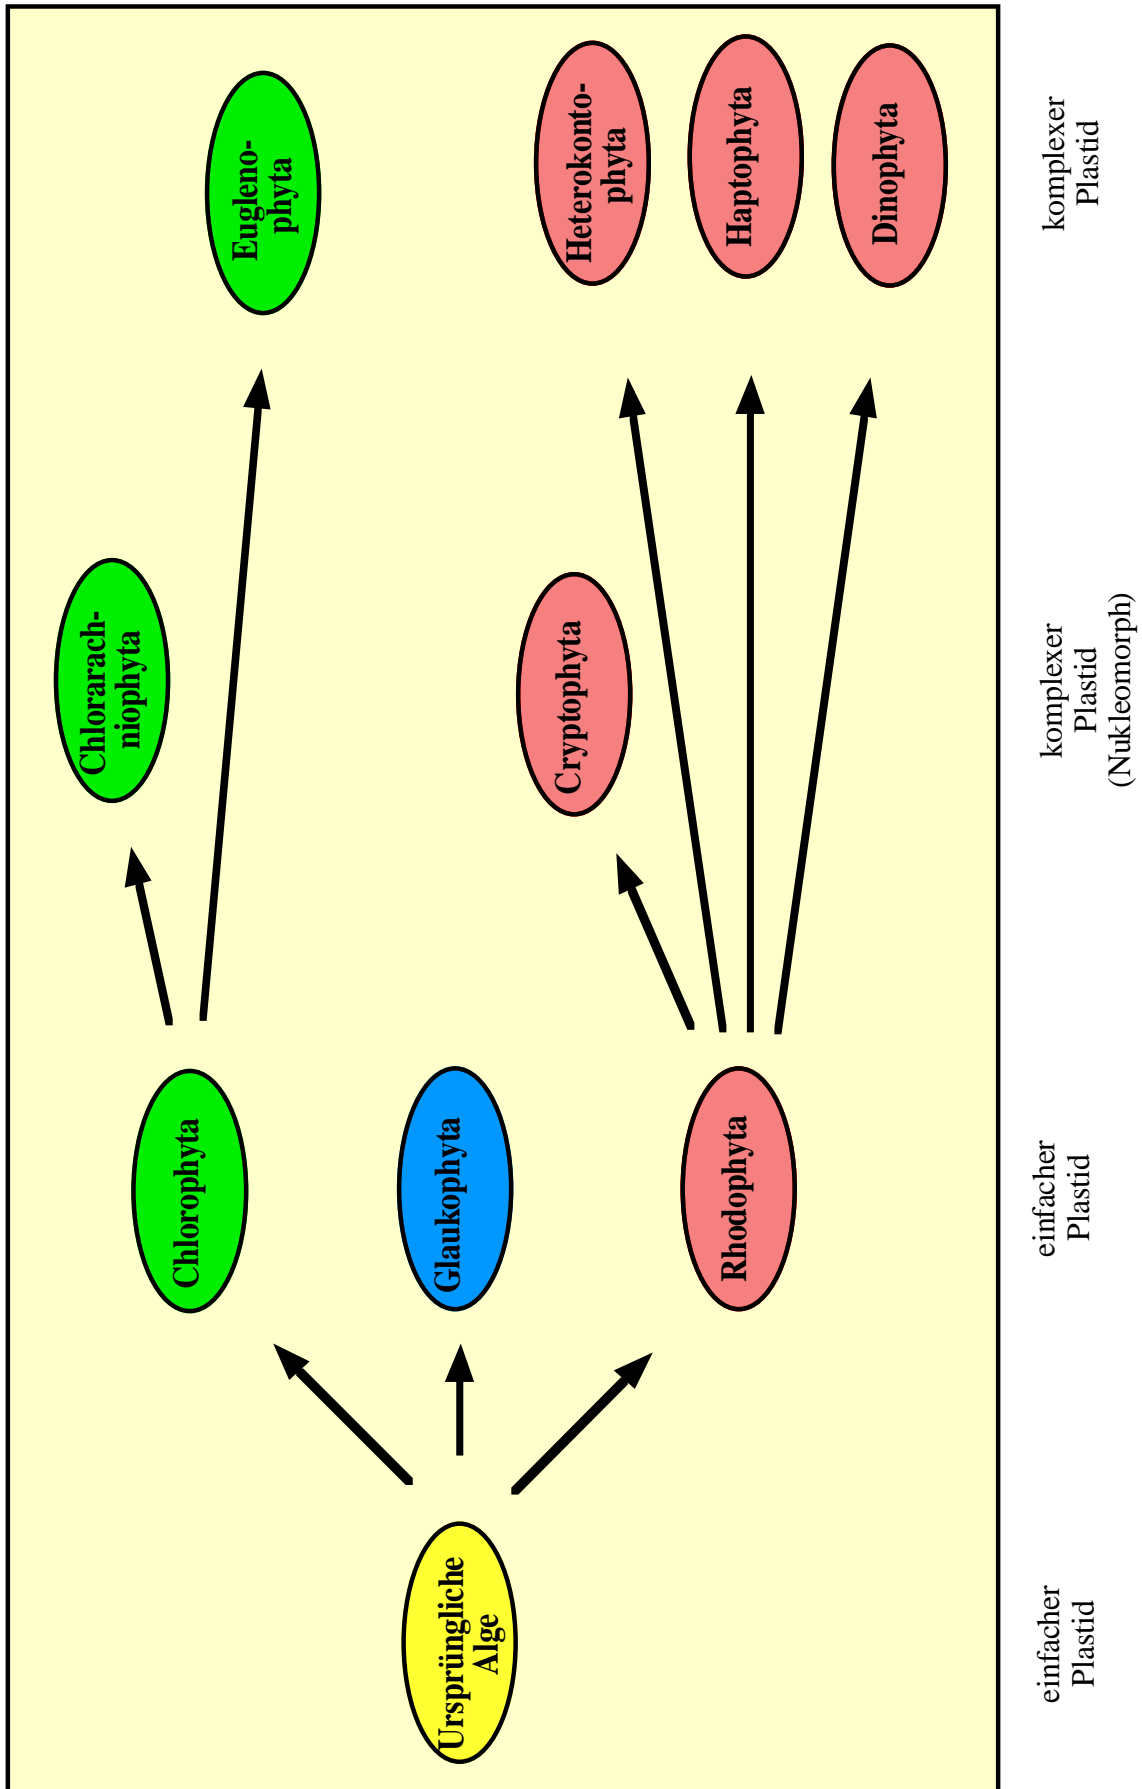 Chlorarach-
niophyta
Eugleno-
phyta
Chlorophyta
Ursprüngliche
Alge
Glaukophyta
Cryptophyta
Heterokonto-
phyta
Haptophyta
Rhodophyta
Dinophyta
einfacher
Plastid
einfacher
Plastid
komplexer
Plastid
(Nukleomorph)
komplexer
Plastid